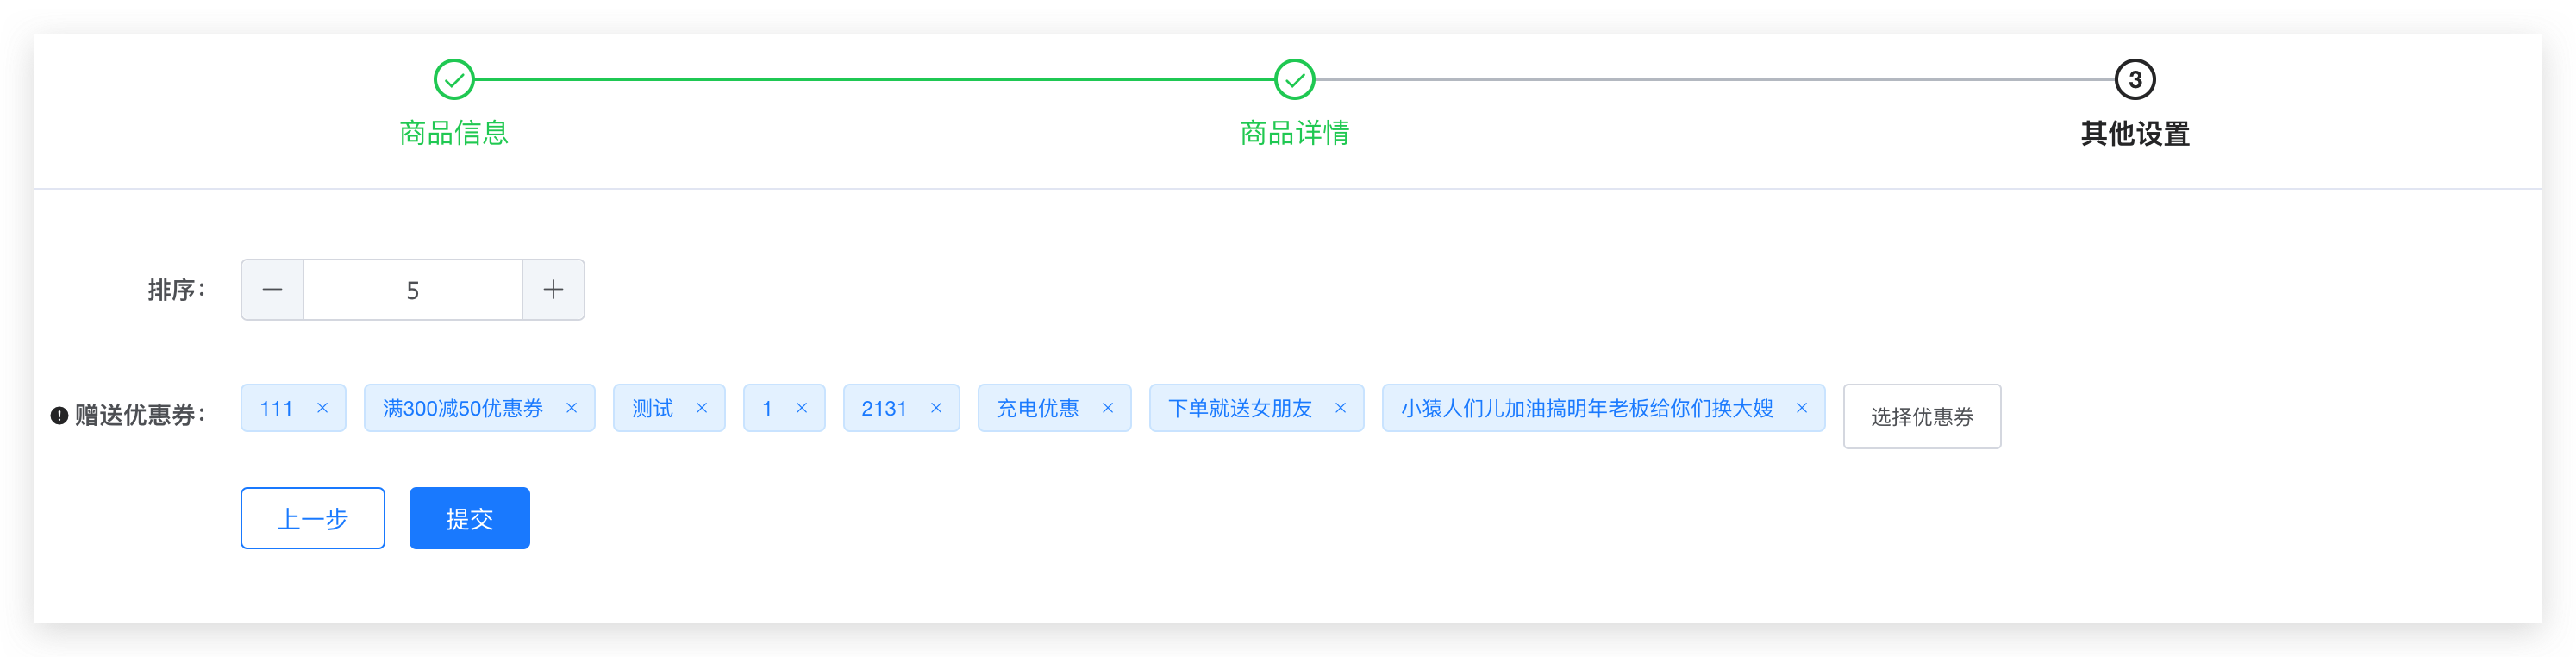 3
商品信息 商品详情 其他设置
排序： 5
赠送优惠券： 111 × 满300减50优惠券 × 测试 × 1 × 2131 × 充电优惠 × 下单就送女朋友 × 小猿人们儿加油搞明年老板给你们换大嫂 × 选择优惠券
上一步 提交